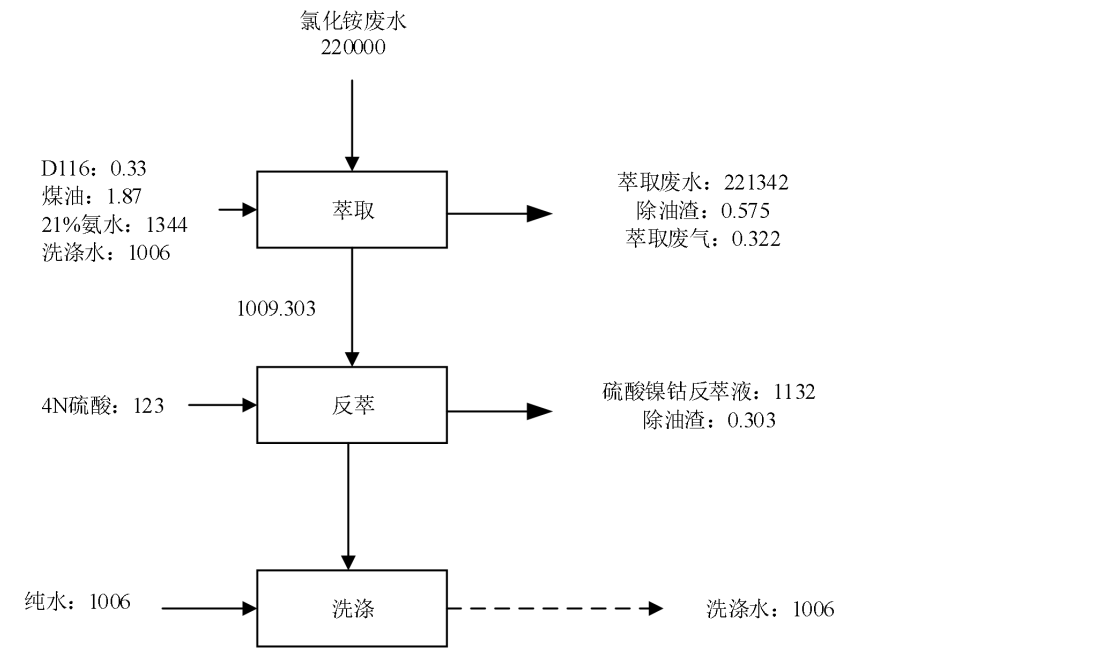 氯化铵废水
220000
D116：0.33
煤油：1.87
21%氨水：1344
洗涤水：1006
萃取
萃取废水：221342
除油渣：0.575
萃取废气：0.322
1009.303
4N硫酸：123
反萃
硫酸镍钴反萃液：1132
除油渣：0.303
纯水：1006
洗涤
洗涤水：1006